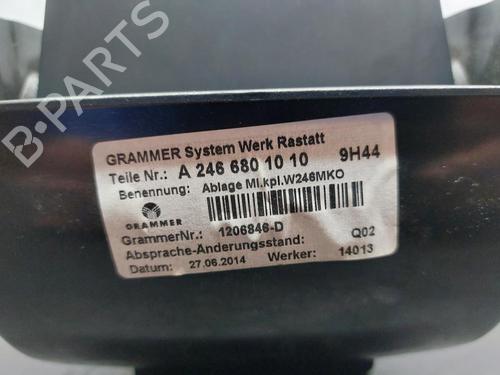 B-PARTS
GRAMMER System Werk Rastatt
Teile Nr.: A 246 680 10 10 9H44
Benennung: Ablage MI.kpl.W246MKO
GRAMMER
GrammerNr.: 1206846-D
Absprache-Änderungsstand: Q02
Datum: 27.06.2014 Werker: 14013